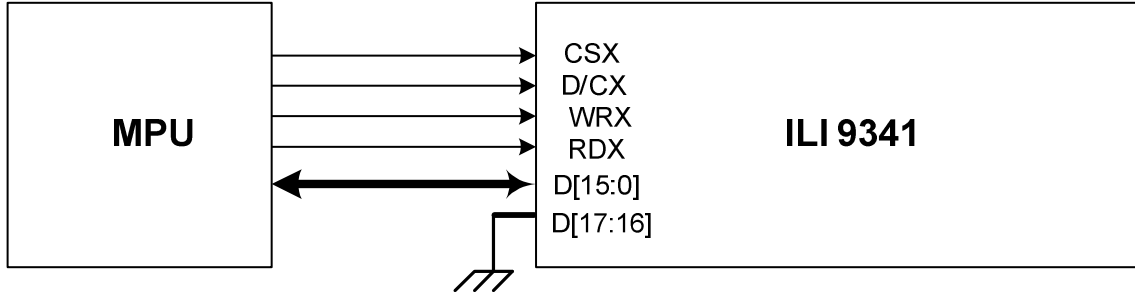 MPU
CSX
D/CX
WRX
RDX
D[15:0]
D[17:16]
ILI 9341